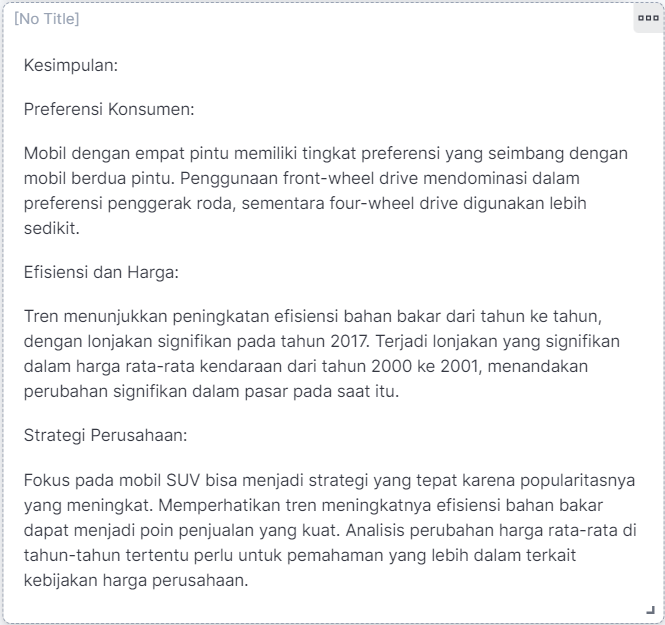 [No Title]
Kesimpulan:
Preferensi Konsumen:
Mobil dengan empat pintu memiliki tingkat preferensi yang seimbang dengan
mobil berdua pintu. Penggunaan front-wheel drive mendominasi dalam
preferensi penggerak roda, sementara four-wheel drive digunakan lebih
sedikit.
Efisiensi dan Harga:
Tren menunjukkan peningkatan efisiensi bahan bakar dari tahun ke tahun,
dengan lonjakan signifikan pada tahun 2017. Terjadi lonjakan yang signifikan
dalam harga rata-rata kendaraan dari tahun 2000 ke 2001, menandakan
perubahan signifikan dalam pasar pada saat itu.
Strategi Perusahaan:
Fokus pada mobil SUV bisa menjadi strategi yang tepat karena popularitasnya
yang meningkat. Memperhatikan tren meningkatnya efisiensi bahan bakar
dapat menjadi poin penjualan yang kuat. Analisis perubahan harga rata-rata di
tahun-tahun tertentu perlu untuk pemahaman yang lebih dalam terkait
kebijakan harga perusahaan.